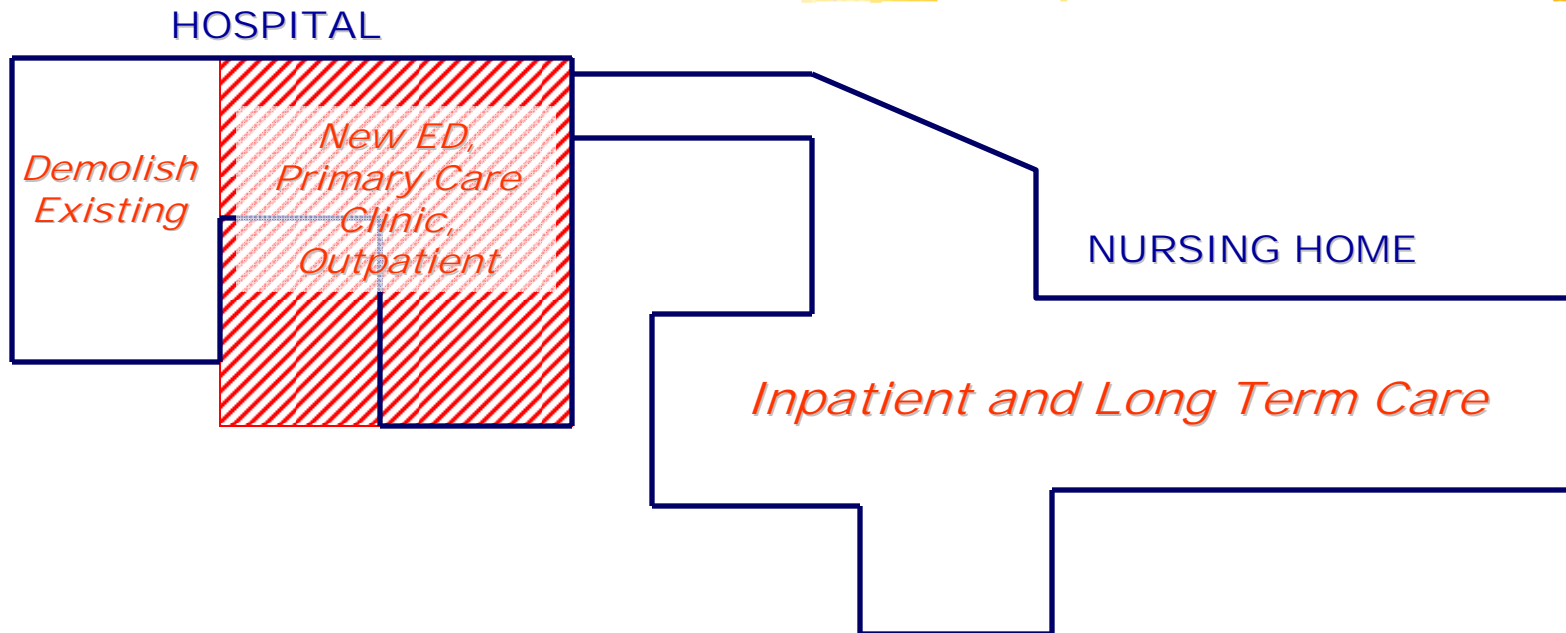 HOSPITAL
Demolish
Existing
New ED,
Primary Care
Clinic,
Outpatient
NURSING HOME
Inpatient and Long Term Care